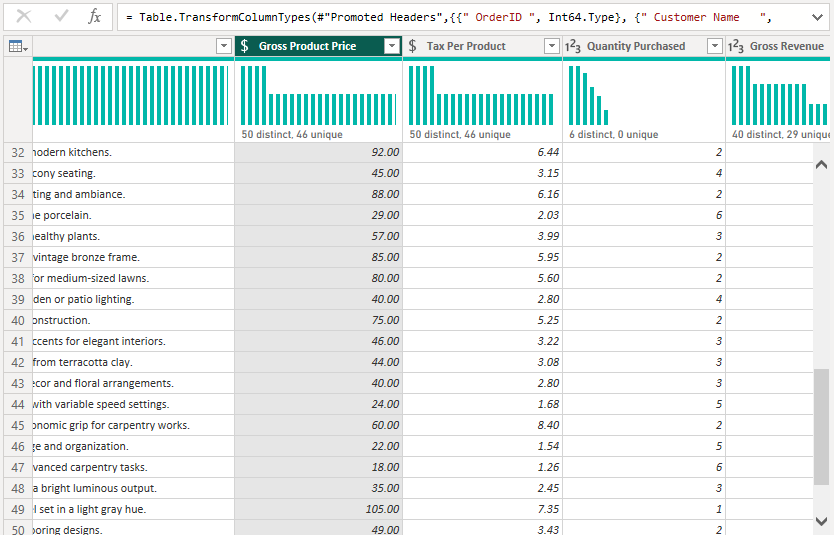 = Table.TransformColumnTypes(#"Promoted Headers",{{" OrderID ", Int64.Type}, {" Customer Name   ",
$ Gross Product Price $ Tax Per Product 123 Quantity Purchased 123 Gross Revenue
50 distinct, 46 unique 50 distinct, 46 unique 6 distinct, 0 unique 40 distinct, 29 unique
32 modern kitchens. 92.00 6.44 2
33 cony seating. 45.00 3.15 4
34 ting and ambiance. 88.00 6.16 2
35 e porcelain. 29.00 2.03 6
36 ealthy plants. 57.00 3.99 3
37 vintage bronze frame. 85.00 5.95 2
38 for medium-sized lawns. 80.00 5.60 2
39 den or patio lighting. 40.00 2.80 4
40 onstruction. 75.00 5.25 2
41 ccents for elegant interiors. 46.00 3.22 3
42 from terracotta clay. 44.00 3.08 3
43 ecor and floral arrangements. 40.00 2.80 3
44 with variable speed settings. 24.00 1.68 5
45 onomic grip for carpentry works. 60.00 8.40 2
46 ge and organization. 22.00 1.54 5
47 vanced carpentry tasks. 18.00 1.26 6
48 a bright luminous output. 35.00 2.45 3
49 l set in a light gray hue. 105.00 7.35 1
50 ooring designs. 49.00 3.43 2